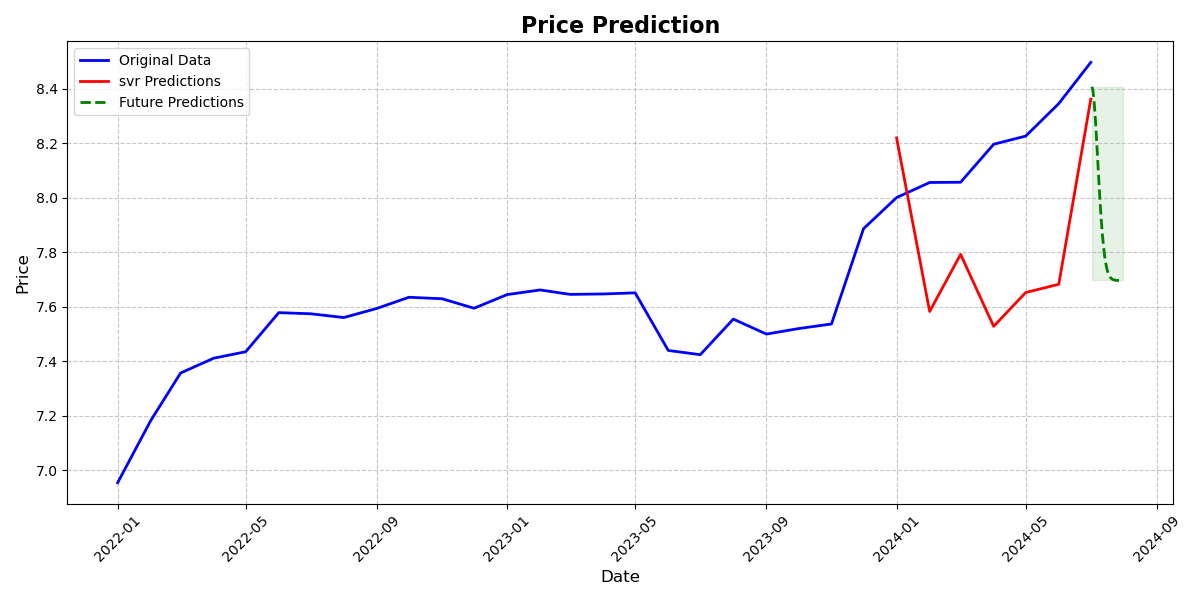 Price Prediction
Original Data
svr Predictions
Future Predictions
Price
8.4
8.2
8.0
7.8
7.6
7.4
7.2
7.0
2022-01
2022-05
2022-09
2023-01
2023-05
2023-09
2024-01
2024-05
2024-09
Date